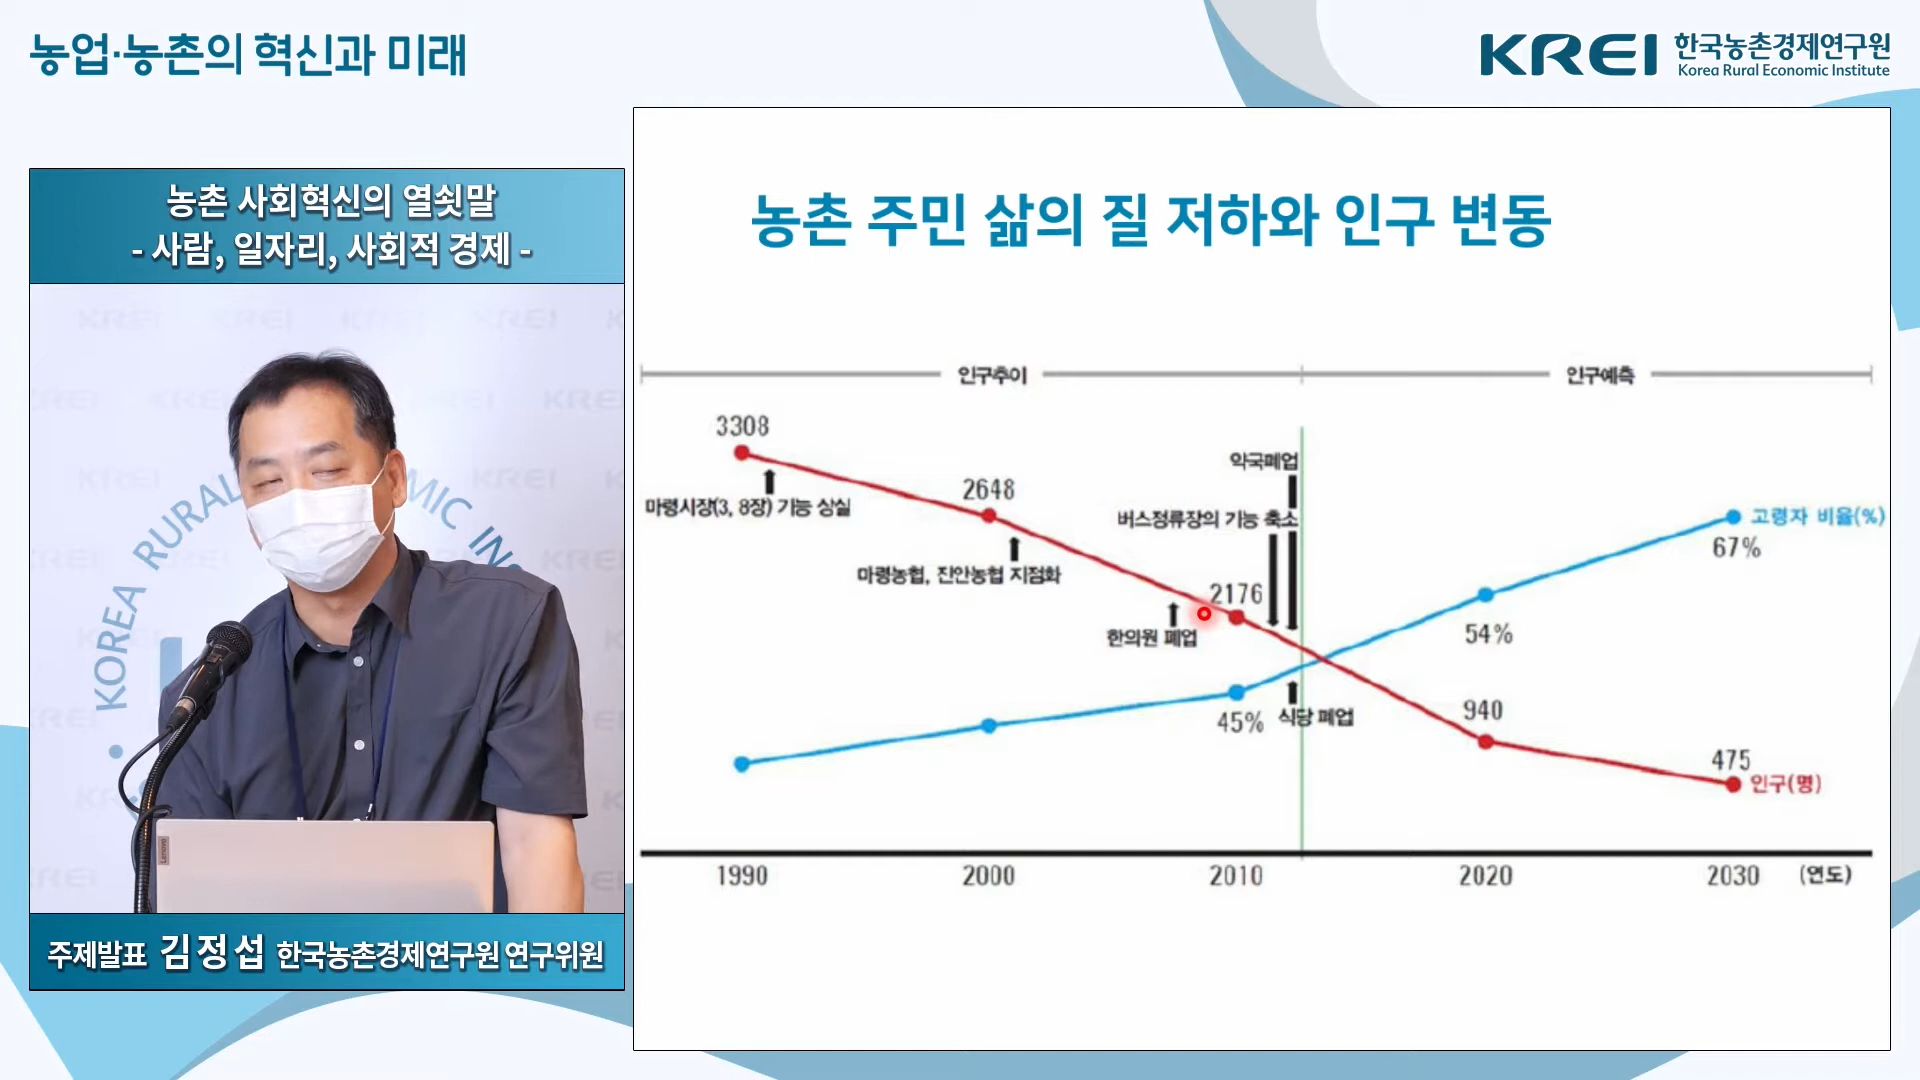 농업·농촌의 혁신과 미래
KREI 한국농촌경제연구원
Korea Rural Economic Institute
농촌 사회혁신의 열쇳말
- 사람, 일자리, 사회적 경제 -
KOREA RURAL
MIC IN
Lenovo
주제발표 김정섭 한국농촌경제연구원 연구위원
농촌 주민 삶의 질 저하와 인구 변동
인구추이
인구예측
3308
마령시장(3, 8장) 기능 상실
2648
마령농협, 진안농협 지점화
약국폐업
버스정류장의 기능 축소
2176
한의원 폐업
고령자 비율(%)
67%
54%
45%
식당 폐업
940
475
인구(명)
1990
2000
2010
2020
2030
(연도)